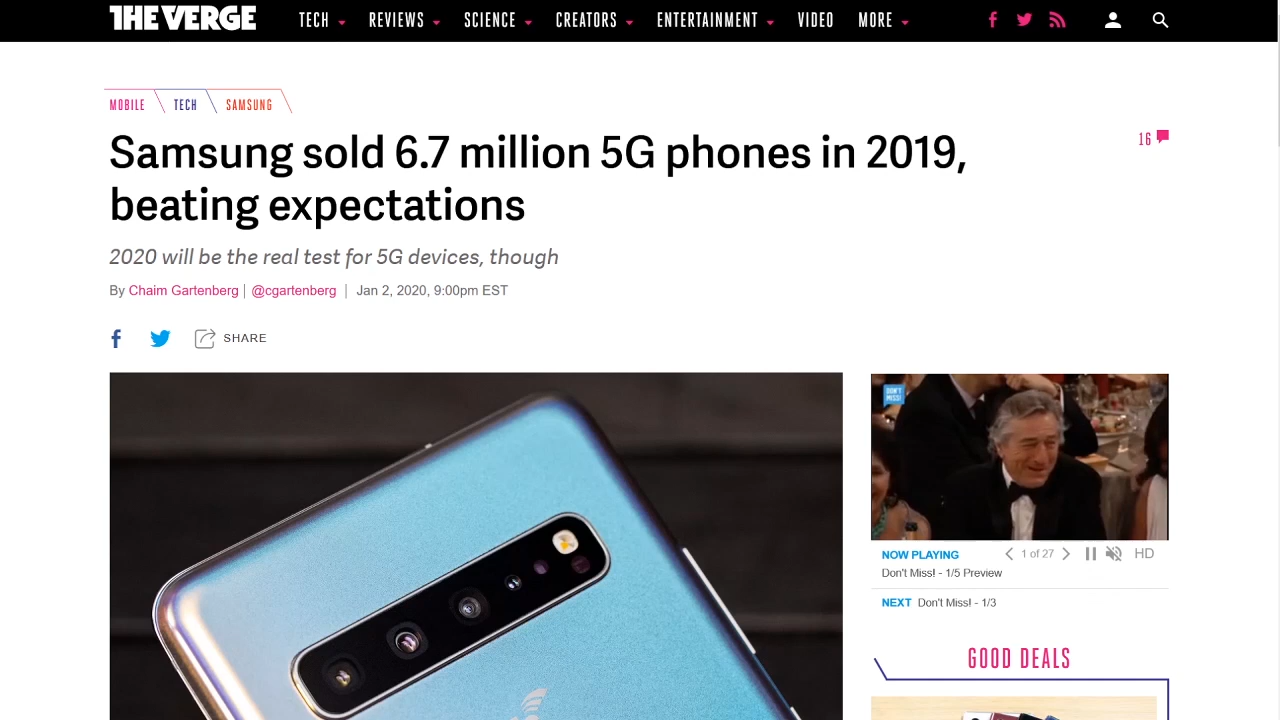 THE VERGE TECH REVIEWS SCIENCE CREATORS ENTERTAINMENT VIDEO MORE
MOBILE TECH SAMSUNG
Samsung sold 6.7 million 5G phones in 2019,
beating expectations
16
2020 will be the real test for 5G devices, though
By Chaim Gartenberg | @cgartenberg | Jan 2, 2020, 9:00pm EST
SHARE
DON'T
MISS!
NOW PLAYING 1 of 27 HD
Don't Miss! - 1/5 Preview
NEXT Don't Miss! - 1/3
GOOD DEALS